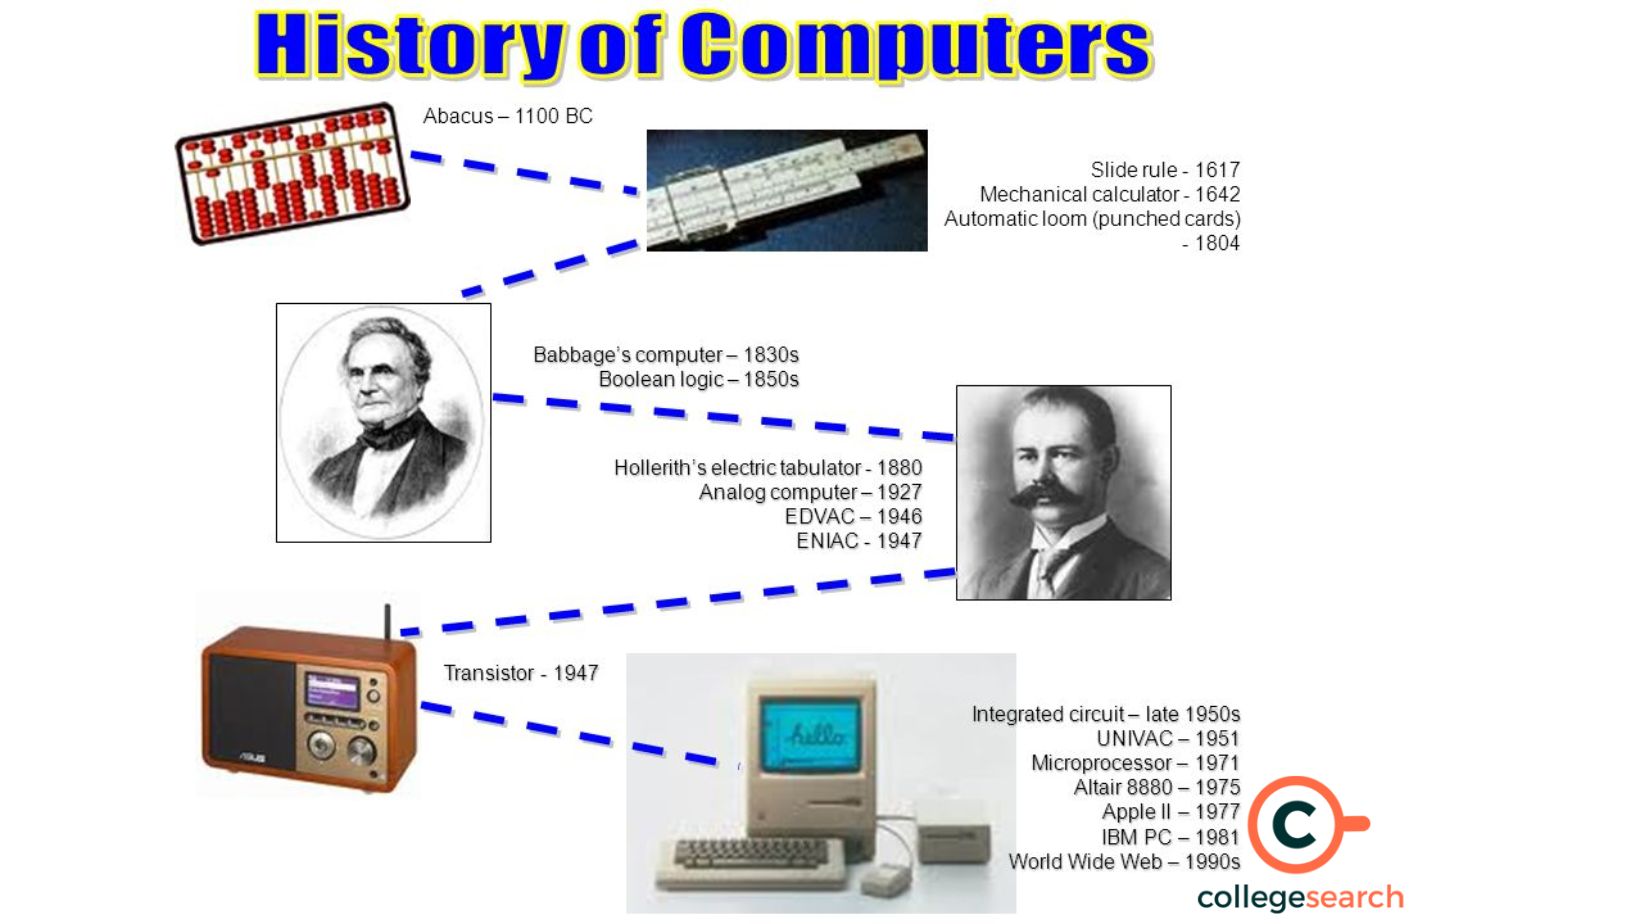 History of Computers
Abacus – 1100 BC
Slide rule - 1617
Mechanical calculator - 1642
Automatic loom (punched cards)
- 1804
Babbage's computer – 1830s
Boolean logic – 1850s
Hollerith's electric tabulator - 1880
Analog computer – 1927
EDVAC – 1946
ENIAC - 1947
Transistor - 1947
ASUS
hello
Integrated circuit – late 1950s
UNIVAC – 1951
Microprocessor – 1971
Altair 8880 – 1975
Apple II – 1977
IBM PC – 1981
World Wide Web – 1990s
C
collegesearch